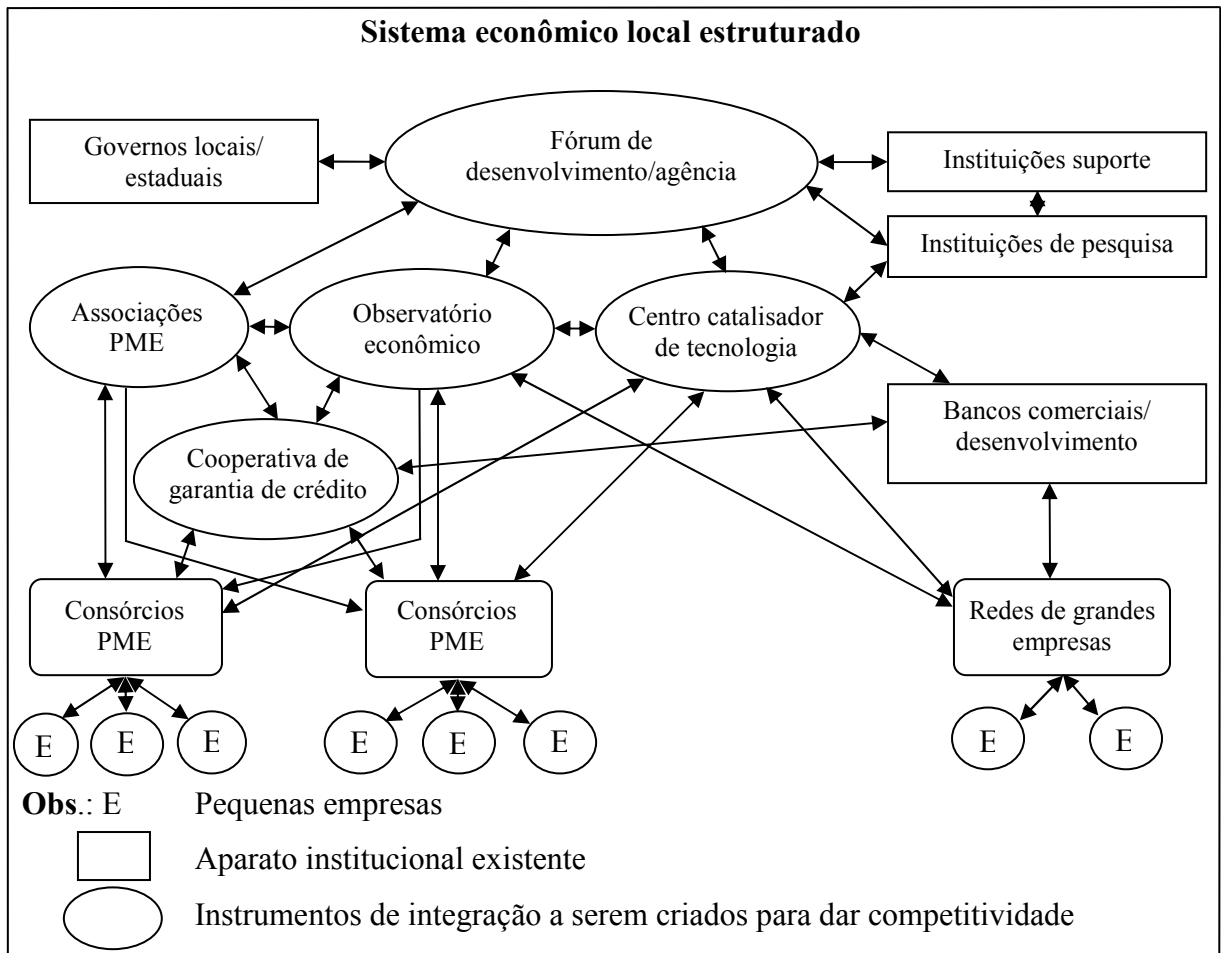 Sistema econômico local estruturado
Governos locais/
estaduais
Fórum de
desenvolvimento/agência
Instituições suporte
Instituições de pesquisa
Associações
PME
Observatório
econômico
Centro catalisador
de tecnologia
Bancos comerciais/
desenvolvimento
Cooperativa de
garantia de crédito
Consórcios
PME
Consórcios
PME
Redes de grandes
empresas
E
E
E
E
E
E
E
E
Obs.: E Pequenas empresas
Aparato institucional existente
Instrumentos de integração a serem criados para dar competitividade